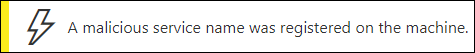 A malicious service name was registered on the machine.